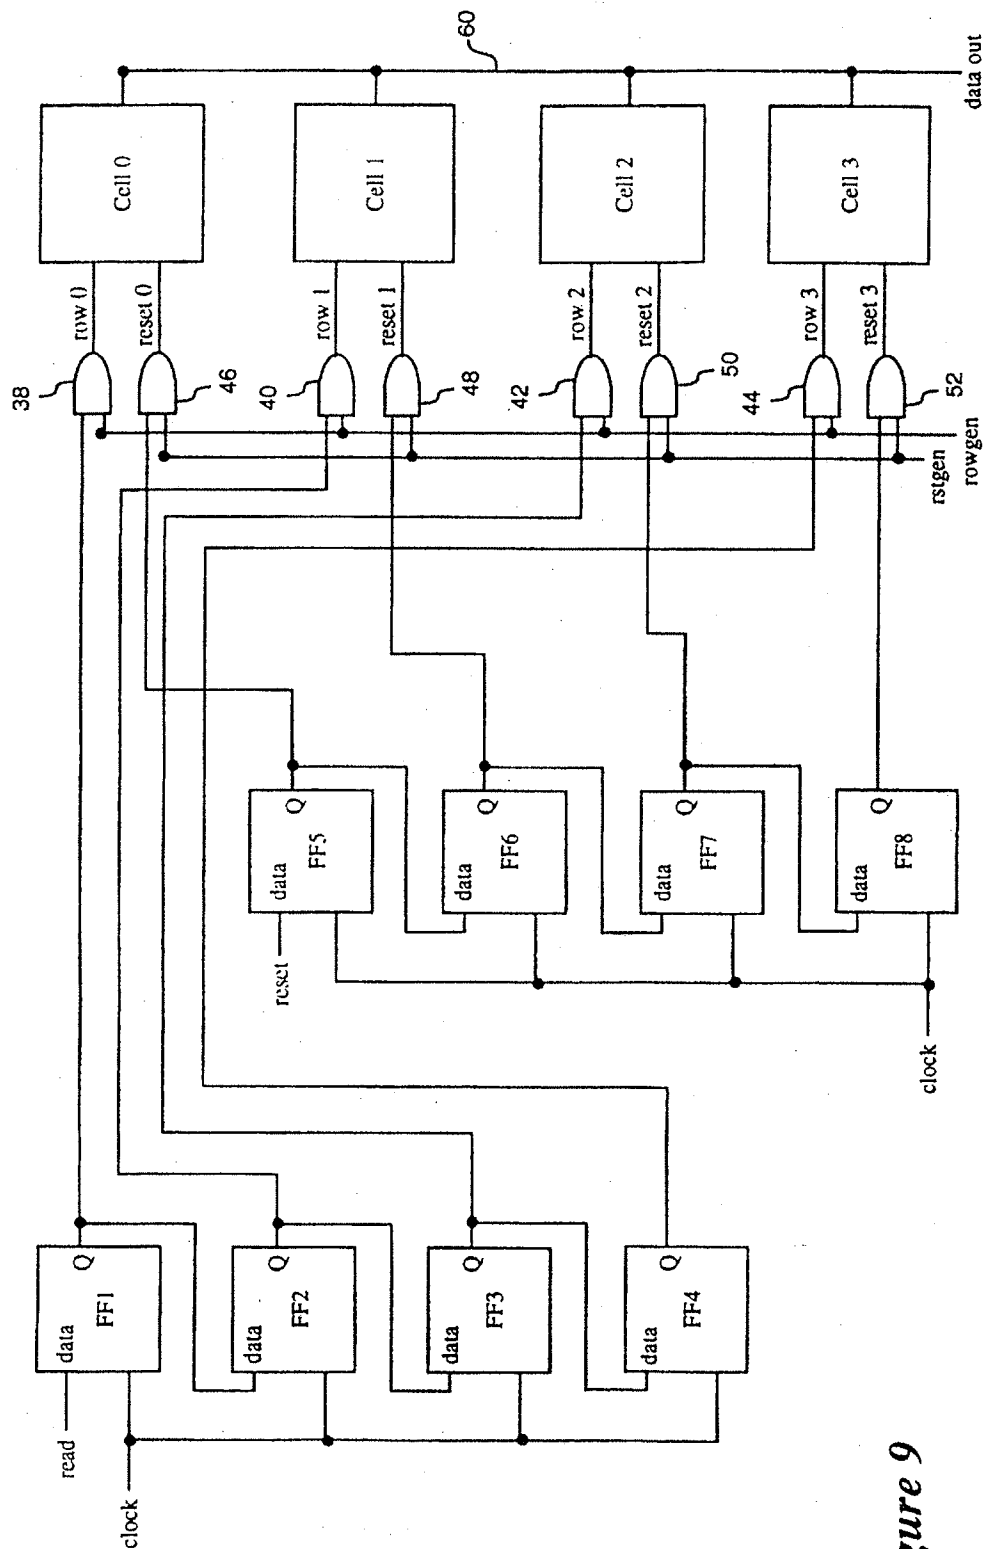 read
clock
data
Q
FF1
data
Q
FF2
data
Q
FF3
data
Q
FF4
reset
data
Q
FF5
data
Q
FF6
data
Q
FF7
data
Q
FF8
clock
38
row 0
reset 0
46
Cell 0
40
row 1
reset 1
48
Cell 1
42
row 2
reset 2
50
Cell 2
44
row 3
reset 3
52
Cell 3
60
rstgen
rowgen
data out
gure 9